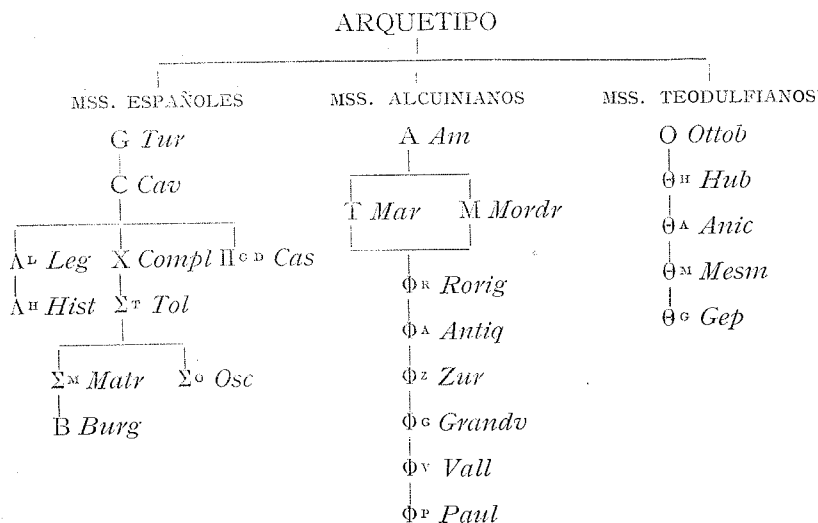 ARQUETIPO
MSS. ESPAÑOLES MSS. ALCUINIANOS MSS. TEODULFIANOS
G Tur A Am O Ottob
C Cav Θᴴ Hub
T Mar M Mordr Θᴬ Anic
Λᴸ Leg X Compl Πᶜ ᴰ Cas Φᴿ Rorig Θᴹ Mesm
Λᴴ Hist Σᵀ Tol Φᴬ Antiq Θᴳ Gep
Σᴹ Matr Σᴼ Osc Φᶻ Zur
B Burg Φᴳ Grandv
Φⱽ Vall
Φᴾ Paul